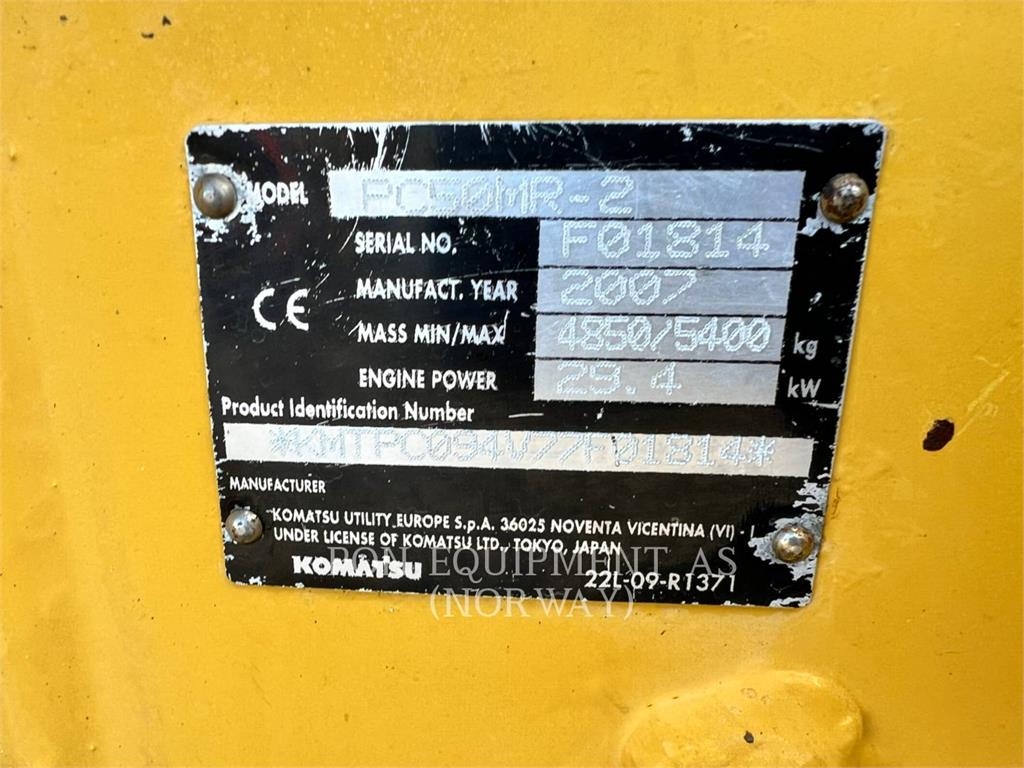 MODEL PC50MR-2
SERIAL NO. F01814
MANUFACT. YEAR 2007
CE
MASS MIN/MAX 4850/5400 kg
ENGINE POWER 29.4 kW
Product Identification Number
*KMTPC094V77F01814*
MANUFACTURER
KOMATSU UTILITY EUROPE S.p.A. 36025 NOVENTA VICENTINA (VI) - I
UNDER LICENSE OF KOMATSU LTD., TOKYO, JAPAN
KOMATSU 22L-09-R1371
PON EQUIPMENT AS
(NORWAY)